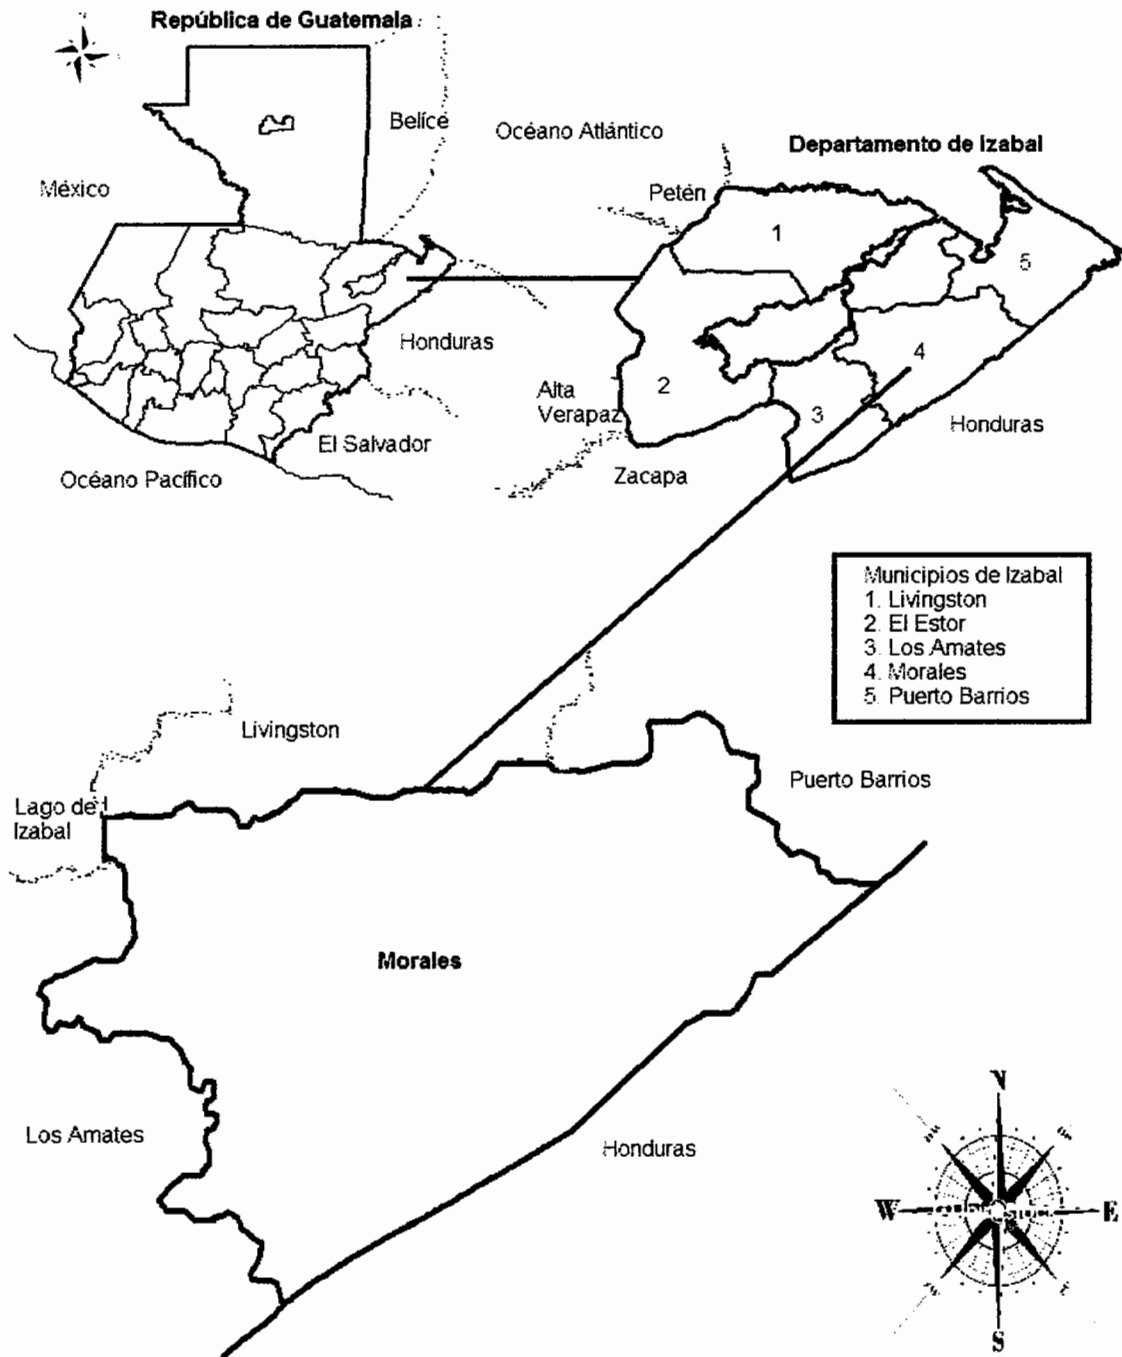 República de Guatemala
Belíce
Océano Atlántico
Departamento de Izabal
México
Petén
1
5
Honduras
4
Alta
Verapaz
2
3
Honduras
El Salvador
Zacapa
Océano Pacífico
Municipios de Izabal
1. Livingston
2. El Estor
3. Los Amates
4. Morales
5. Puerto Barrios
Livingston
Puerto Barrios
Lago de
Izabal
Morales
Los Amates
Honduras
N
W
E
S